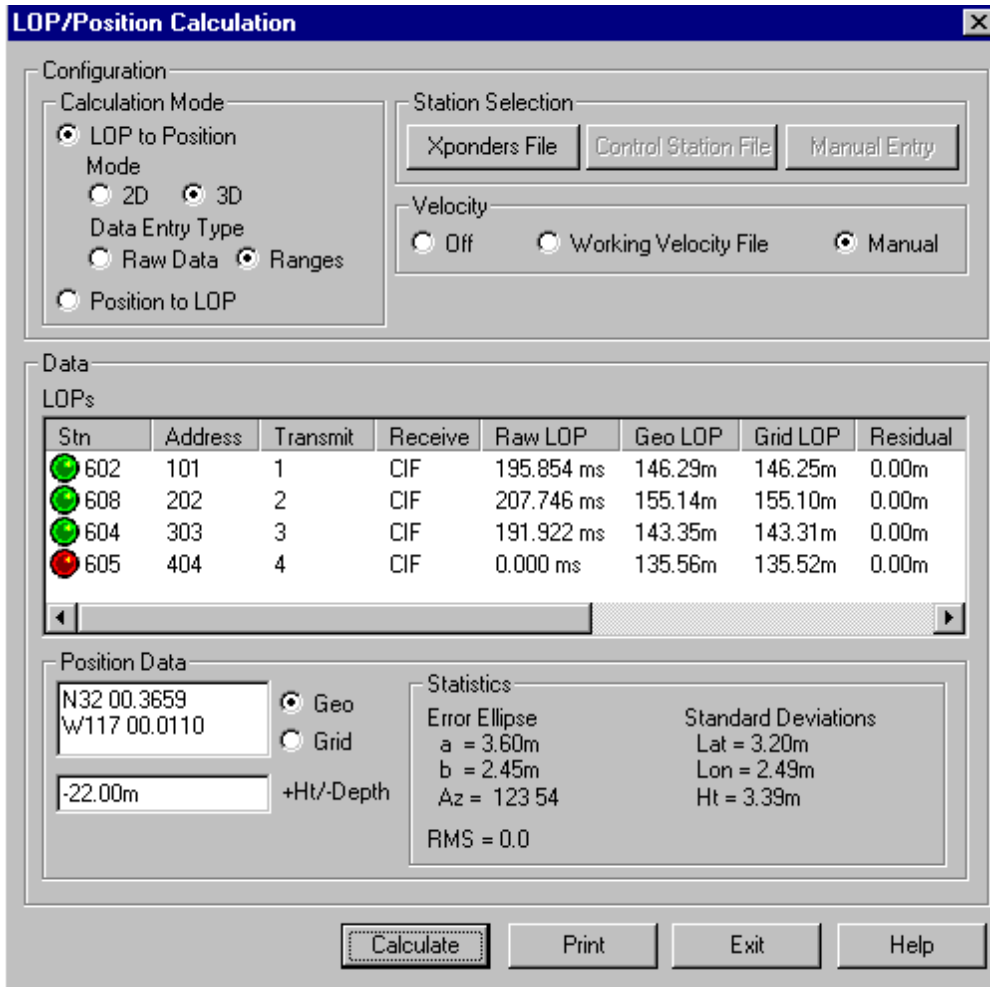 LOP/Position Calculation
Configuration
Calculation Mode
LOP to Position
Mode
2D 3D
Data Entry Type
Raw Data Ranges
Position to LOP
Station Selection
Xponders File Control Station File Manual Entry
Velocity
Off Working Velocity File Manual
Data
LOPs
Stn Address Transmit Receive Raw LOP Geo LOP Grid LOP Residual
602 101 1 CIF 195.854 ms 146.29m 146.25m 0.00m
608 202 2 CIF 207.746 ms 155.14m 155.10m 0.00m
604 303 3 CIF 191.922 ms 143.35m 143.31m 0.00m
605 404 4 CIF 0.000 ms 135.56m 135.52m 0.00m
Position Data
N32 00.3659
W117 00.0110
Geo
Grid
-22.00m +Ht/-Depth
Statistics
Error Ellipse
a = 3.60m
b = 2.45m
Az = 123 54
RMS = 0.0
Standard Deviations
Lat = 3.20m
Lon = 2.49m
Ht = 3.39m
Calculate Print Exit Help